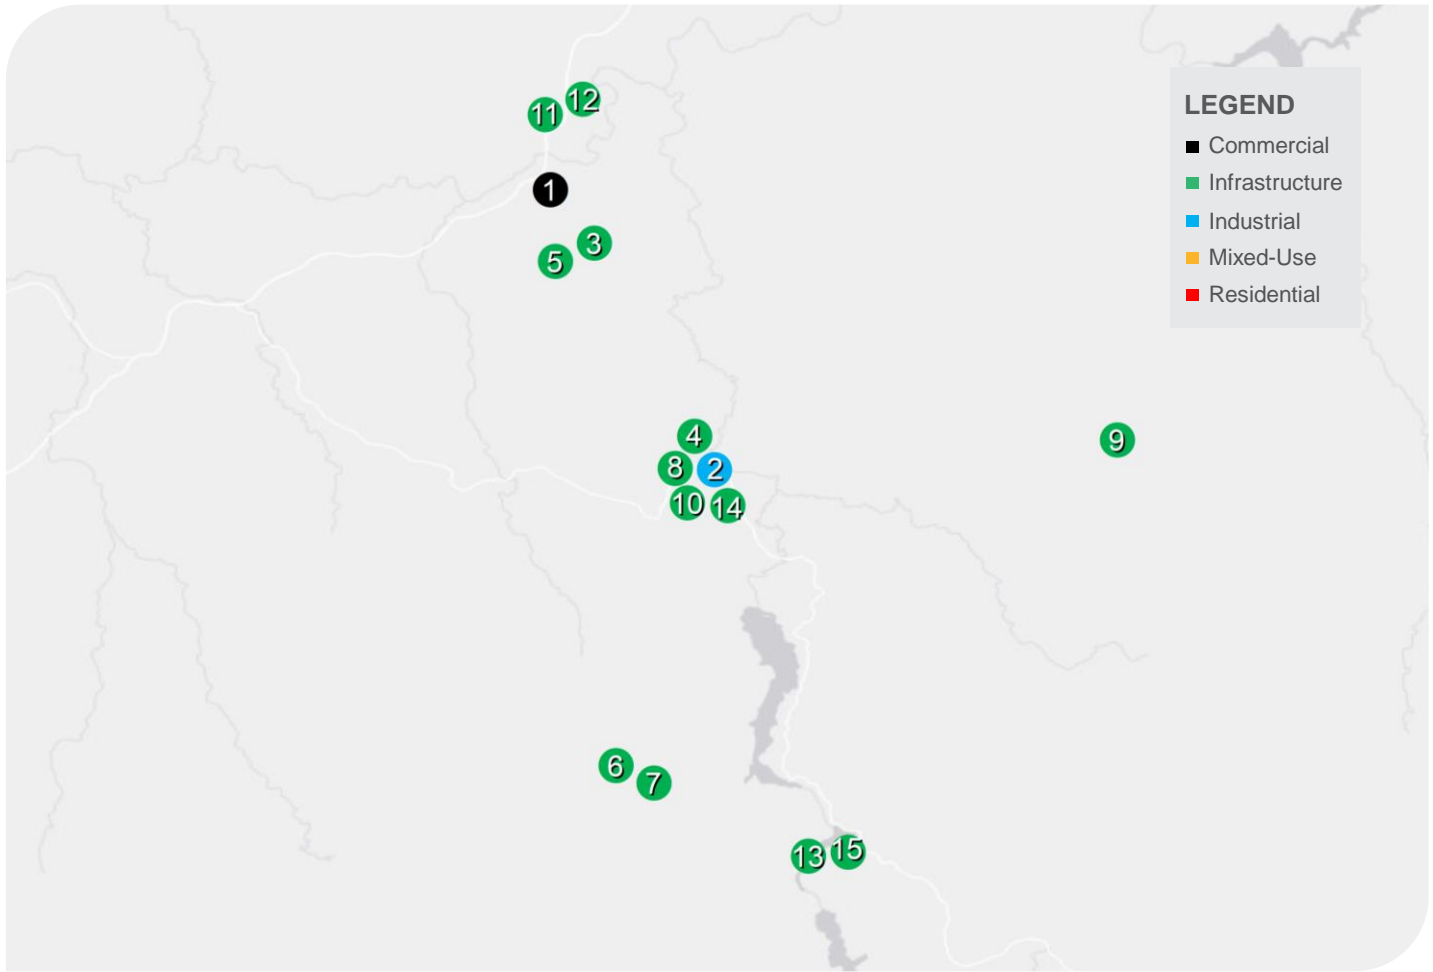 12
11
LEGEND
Commercial
Infrastructure
Industrial
Mixed-Use
Residential
1
3
5
4
9
8
2
10
14
6
7
13
15